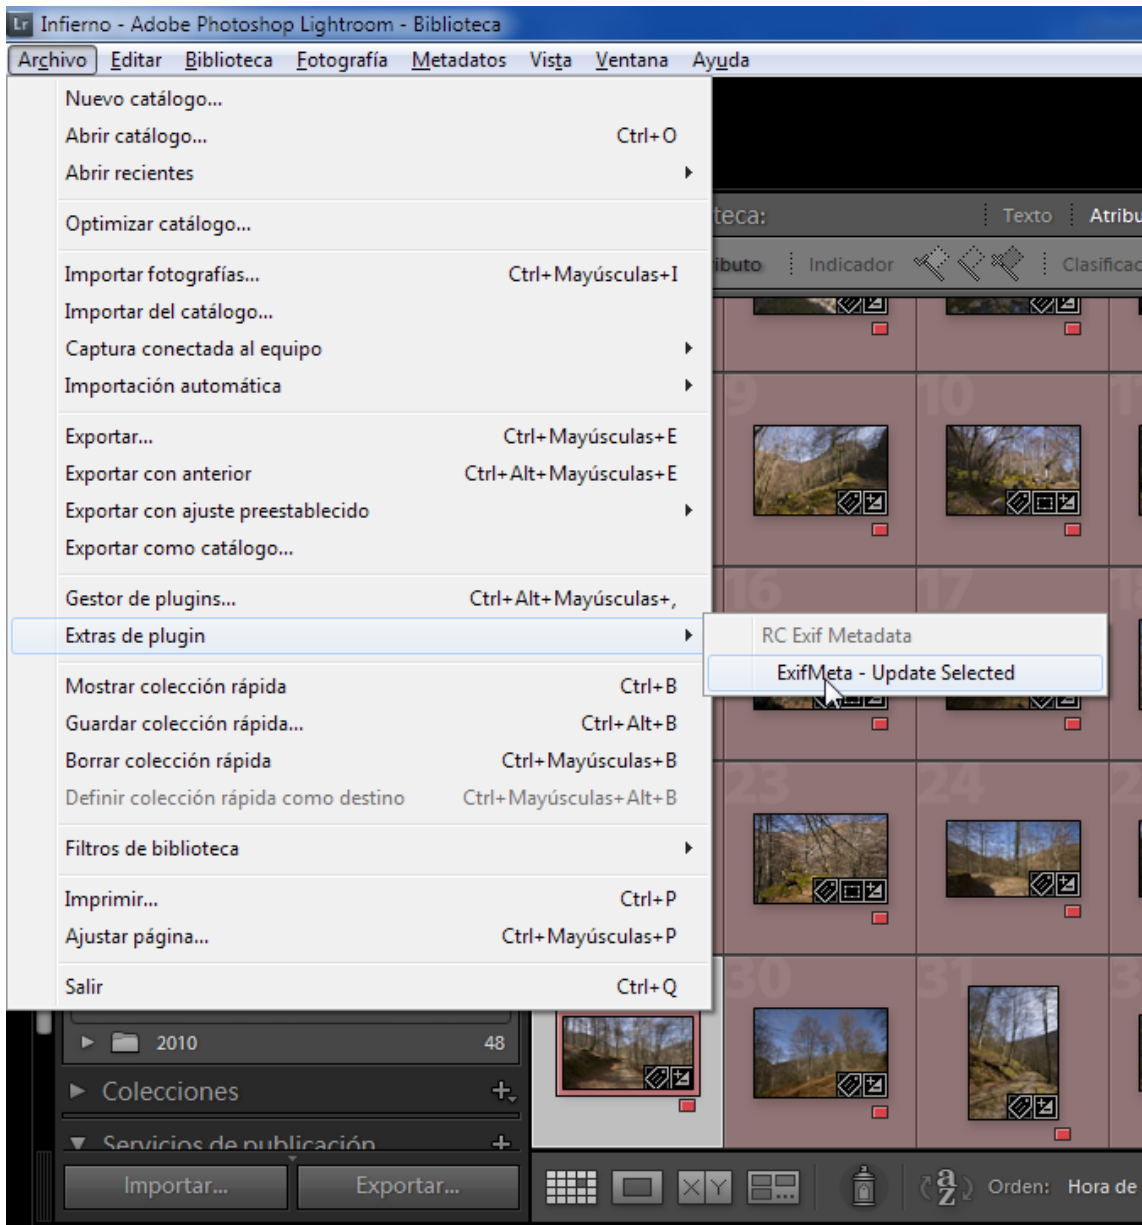 Lr Infierno - Adobe Photoshop Lightroom - Biblioteca
Archivo Editar Biblioteca Fotografía Metadatos Vista Ventana Ayuda
Nuevo catálogo...
Abrir catálogo... Ctrl+O
Abrir recientes
Optimizar catálogo...
Importar fotografías... Ctrl+Mayúsculas+I
Importar del catálogo...
Captura conectada al equipo
Importación automática
Exportar... Ctrl+Mayúsculas+E
Exportar con anterior Ctrl+Alt+Mayúsculas+E
Exportar con ajuste preestablecido
Exportar como catálogo...
Gestor de plugins... Ctrl+Alt+Mayúsculas+,
Extras de plugin
RC Exif Metadata
ExifMeta - Update Selected
Mostrar colección rápida Ctrl+B
Guardar colección rápida... Ctrl+Alt+B
Borrar colección rápida Ctrl+Mayúsculas+B
Definir colección rápida como destino Ctrl+Mayúsculas+Alt+B
Filtros de biblioteca
Imprimir... Ctrl+P
Ajustar página... Ctrl+Mayúsculas+P
Salir Ctrl+Q
teca: Texto Atribu
ibuto Indicador Clasificac
9 10
16 17
23 24
30 31
2010 48
Colecciones
Servicios de publicación
Importar... Exportar...
XY
Orden: Hora de